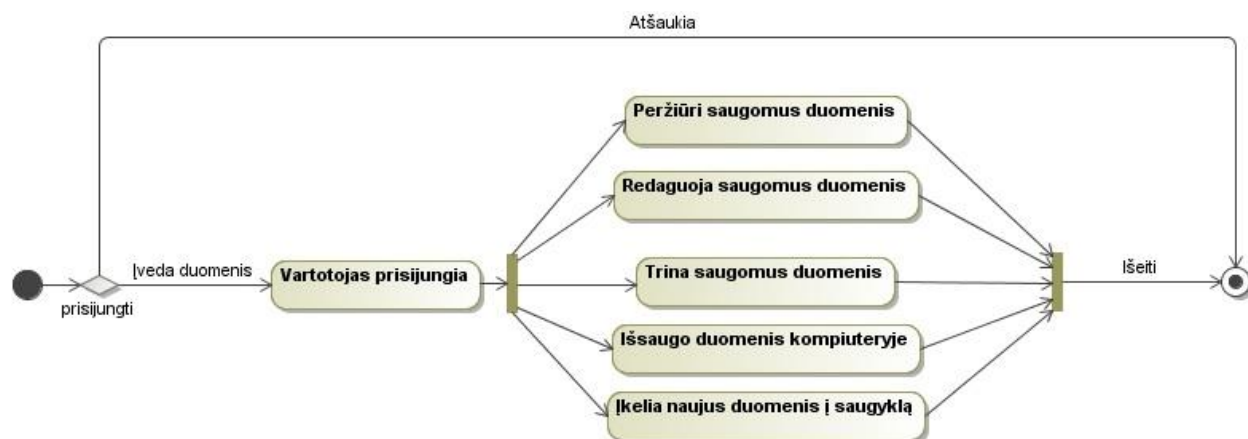 Atšaukia
Peržiūri saugomus duomenis
Redaguoja saugomus duomenis
Įveda duomenis
Vartotojas prisijungia
Trina saugomus duomenis
Išeiti
prisijungti
Išsaugo duomenis kompiuteryje
Įkelia naujus duomenis į saugyklą